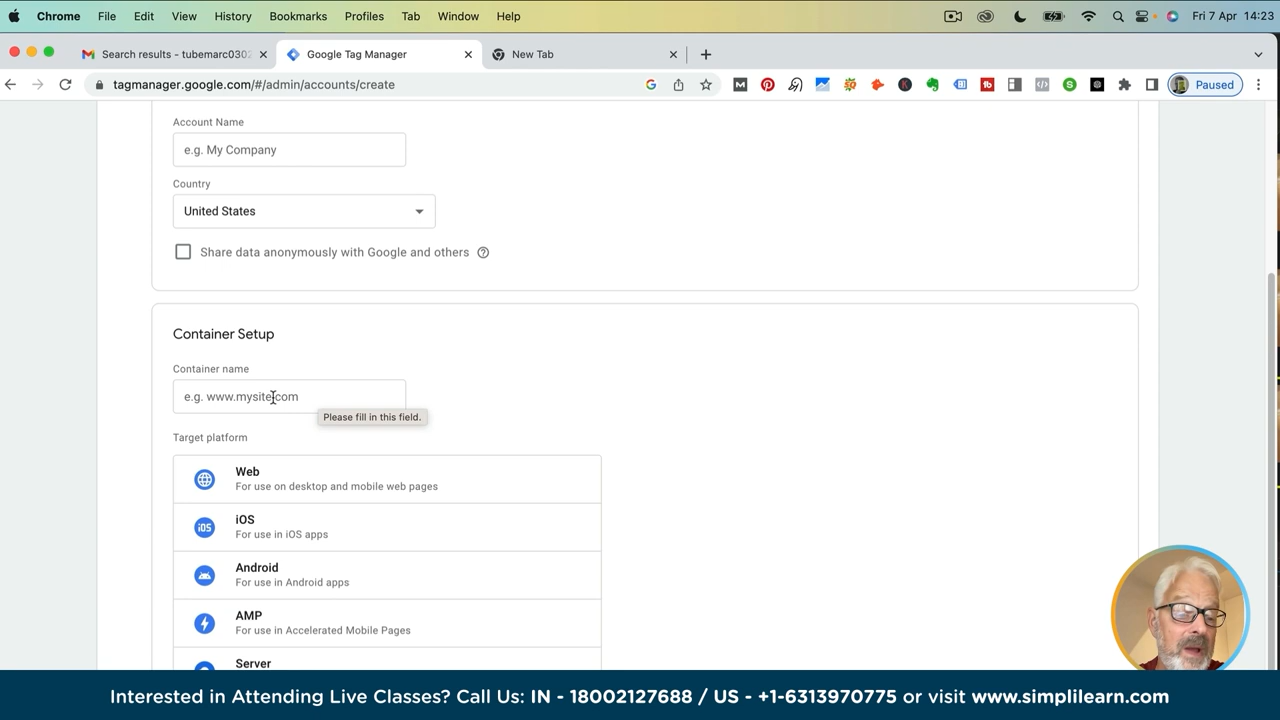 Chrome File Edit View History Bookmarks Profiles Tab Window Help Fri 7 Apr 14:23
Search results - tubemarc030 Google Tag Manager New Tab
tagmanager.google.com/#/admin/accounts/create Paused
Account Name
e.g. My Company
Country
United States
Share data anonymously with Google and others
Container Setup
Container name
e.g. www.mysite.com
Please fill in this field.
Target platform
Web
For use on desktop and mobile web pages
iOS
iOS
For use in iOS apps
Android
For use in Android apps
AMP
For use in Accelerated Mobile Pages
Server
Interested in Attending Live Classes? Call Us: IN - 18002127688 / US - +1-6313970775 or visit www.simplilearn.com